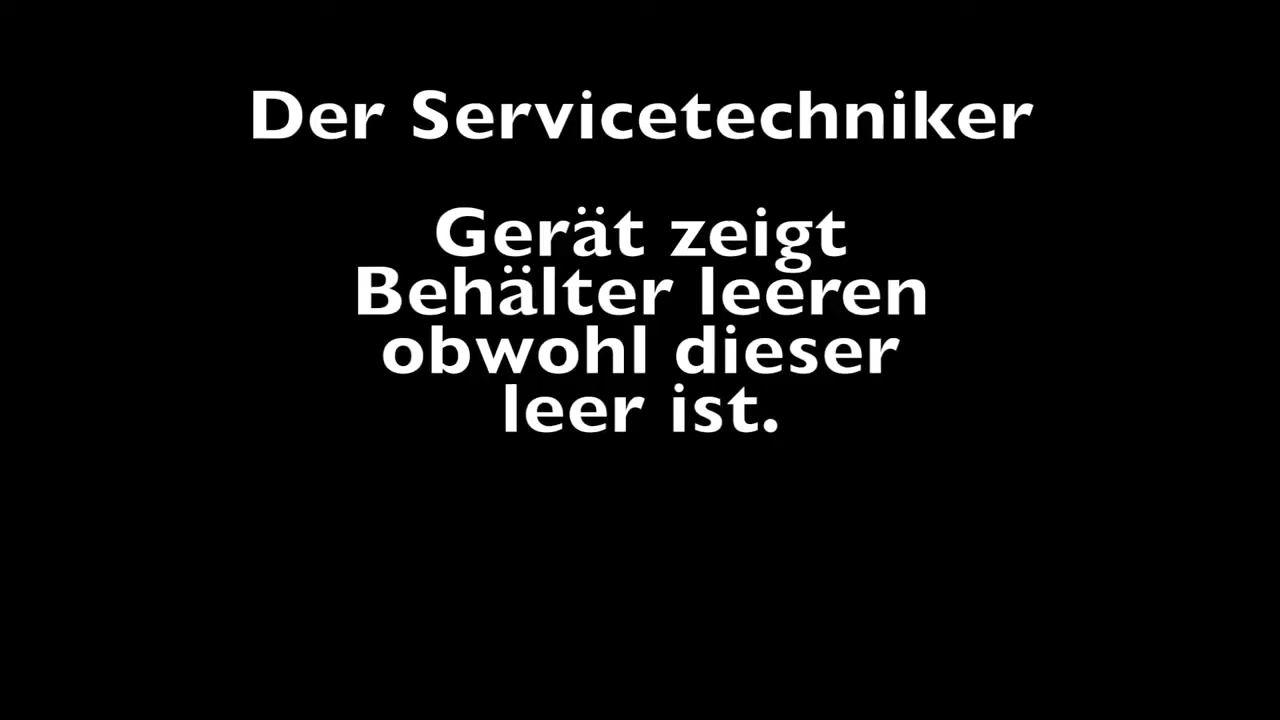 Der Servicetechniker
Gerät zeigt
Behälter leeren
obwohl dieser
leer ist.